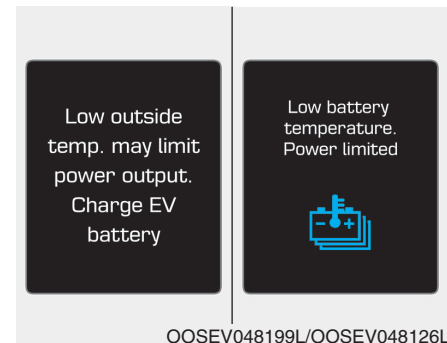 Low outside
temp. may limit
power output.
Charge EV
battery
Low battery
temperature.
Power limited
OOSEV048199L/OOSEV048126L